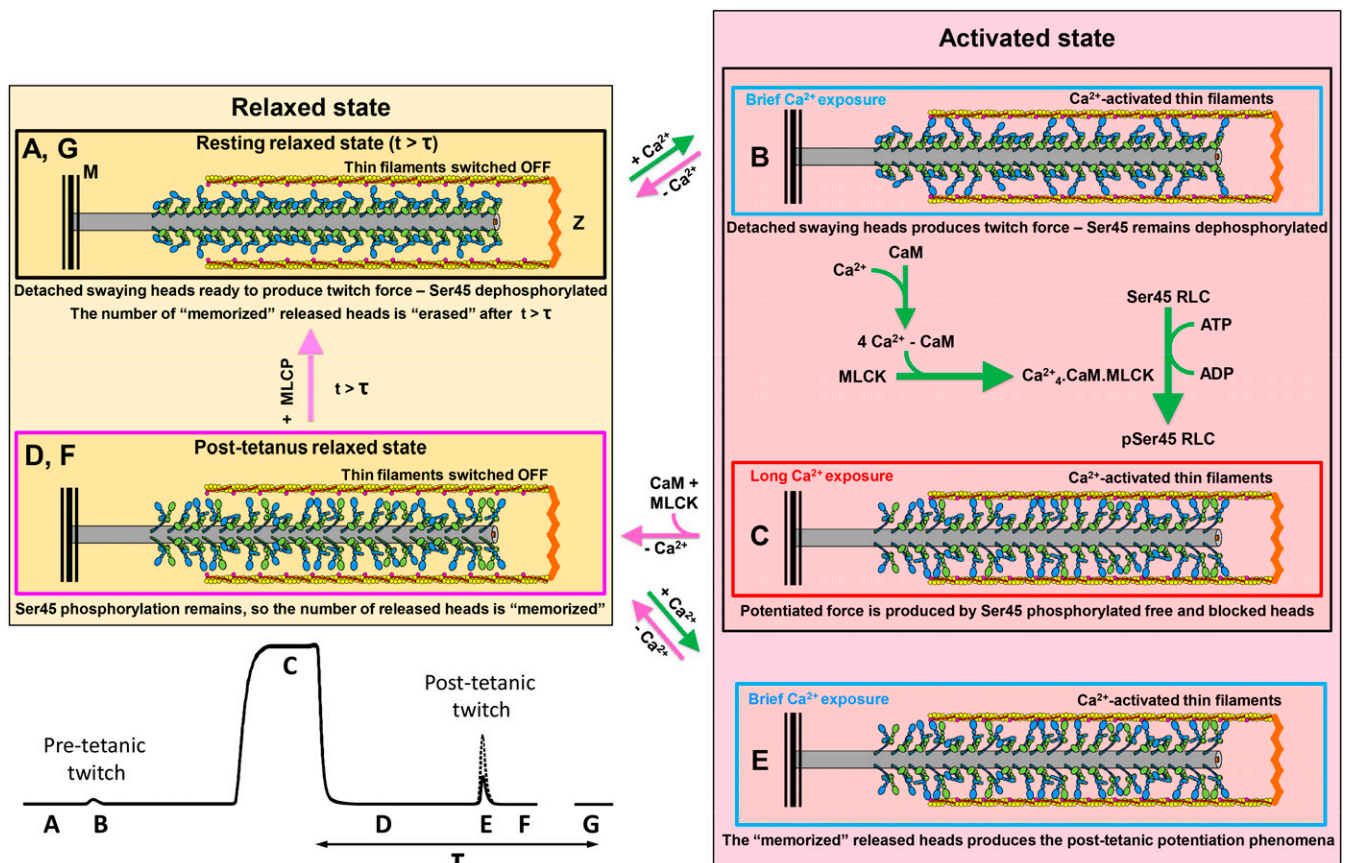 Relaxed state
A, G
Resting relaxed state (t > τ)
M
Thin filaments switched OFF
Z
Detached swaying heads ready to produce twitch force – Ser45 dephosphorylated
The number of “memorized” released heads is “erased” after t > τ
+ MLCP
t > τ
D, F
Post-tetanus relaxed state
Thin filaments switched OFF
Ser45 phosphorylation remains, so the number of released heads is “memorized”
+ Ca²⁺
- Ca²⁺
CaM +
MLCK
- Ca²⁺
+ Ca²⁺
- Ca²⁺
Activated state
Brief Ca²⁺ exposure
Ca²⁺-activated thin filaments
B
Detached swaying heads produces twitch force – Ser45 remains dephosphorylated
CaM
Ca²⁺
4 Ca²⁺ - CaM
MLCK
Ca²⁺₄.CaM.MLCK
Ser45 RLC
ATP
ADP
pSer45 RLC
Long Ca²⁺ exposure
Ca²⁺-activated thin filaments
C
Potentiated force is produced by Ser45 phosphorylated free and blocked heads
Brief Ca²⁺ exposure
Ca²⁺-activated thin filaments
E
The “memorized” released heads produces the post-tetanic potentiation phenomena
Pre-tetanic
twitch
C
Post-tetanic
twitch
A
B
D
E
F
G
τ